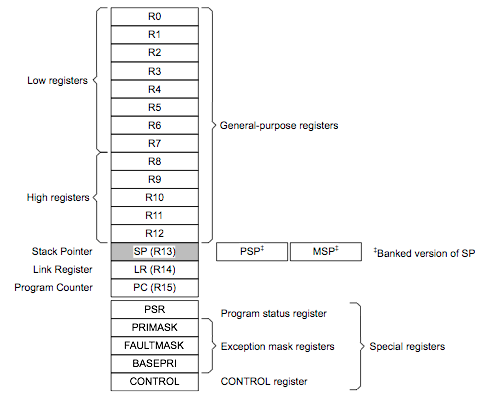 R0
R1
R2
R3
Low registers
R4
R5
R6
General-purpose registers
R7
R8
R9
High registers
R10
R11
R12
Stack Pointer SP (R13) PSP‡ MSP‡ ‡Banked version of SP
Link Register LR (R14)
Program Counter PC (R15)
PSR Program status register
PRIMASK
FAULTMASK Exception mask registers Special registers
BASEPRI
CONTROL CONTROL register